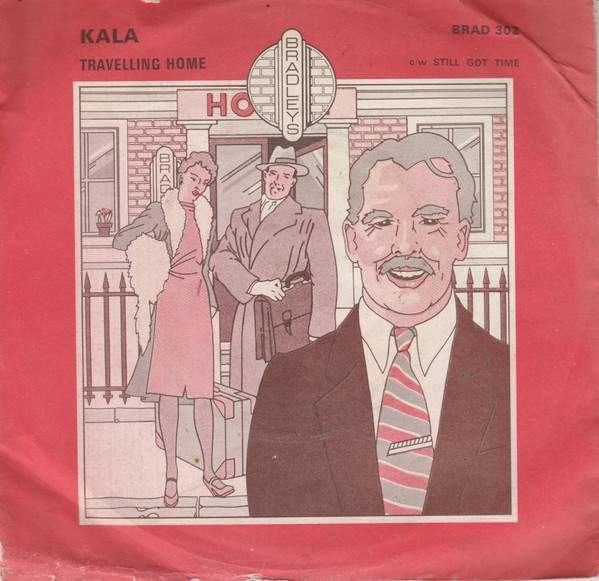 KALA
BRAD 302
TRAVELLING HOME
c/w STILL GOT TIME
BRADLEYS
HO
BRAD